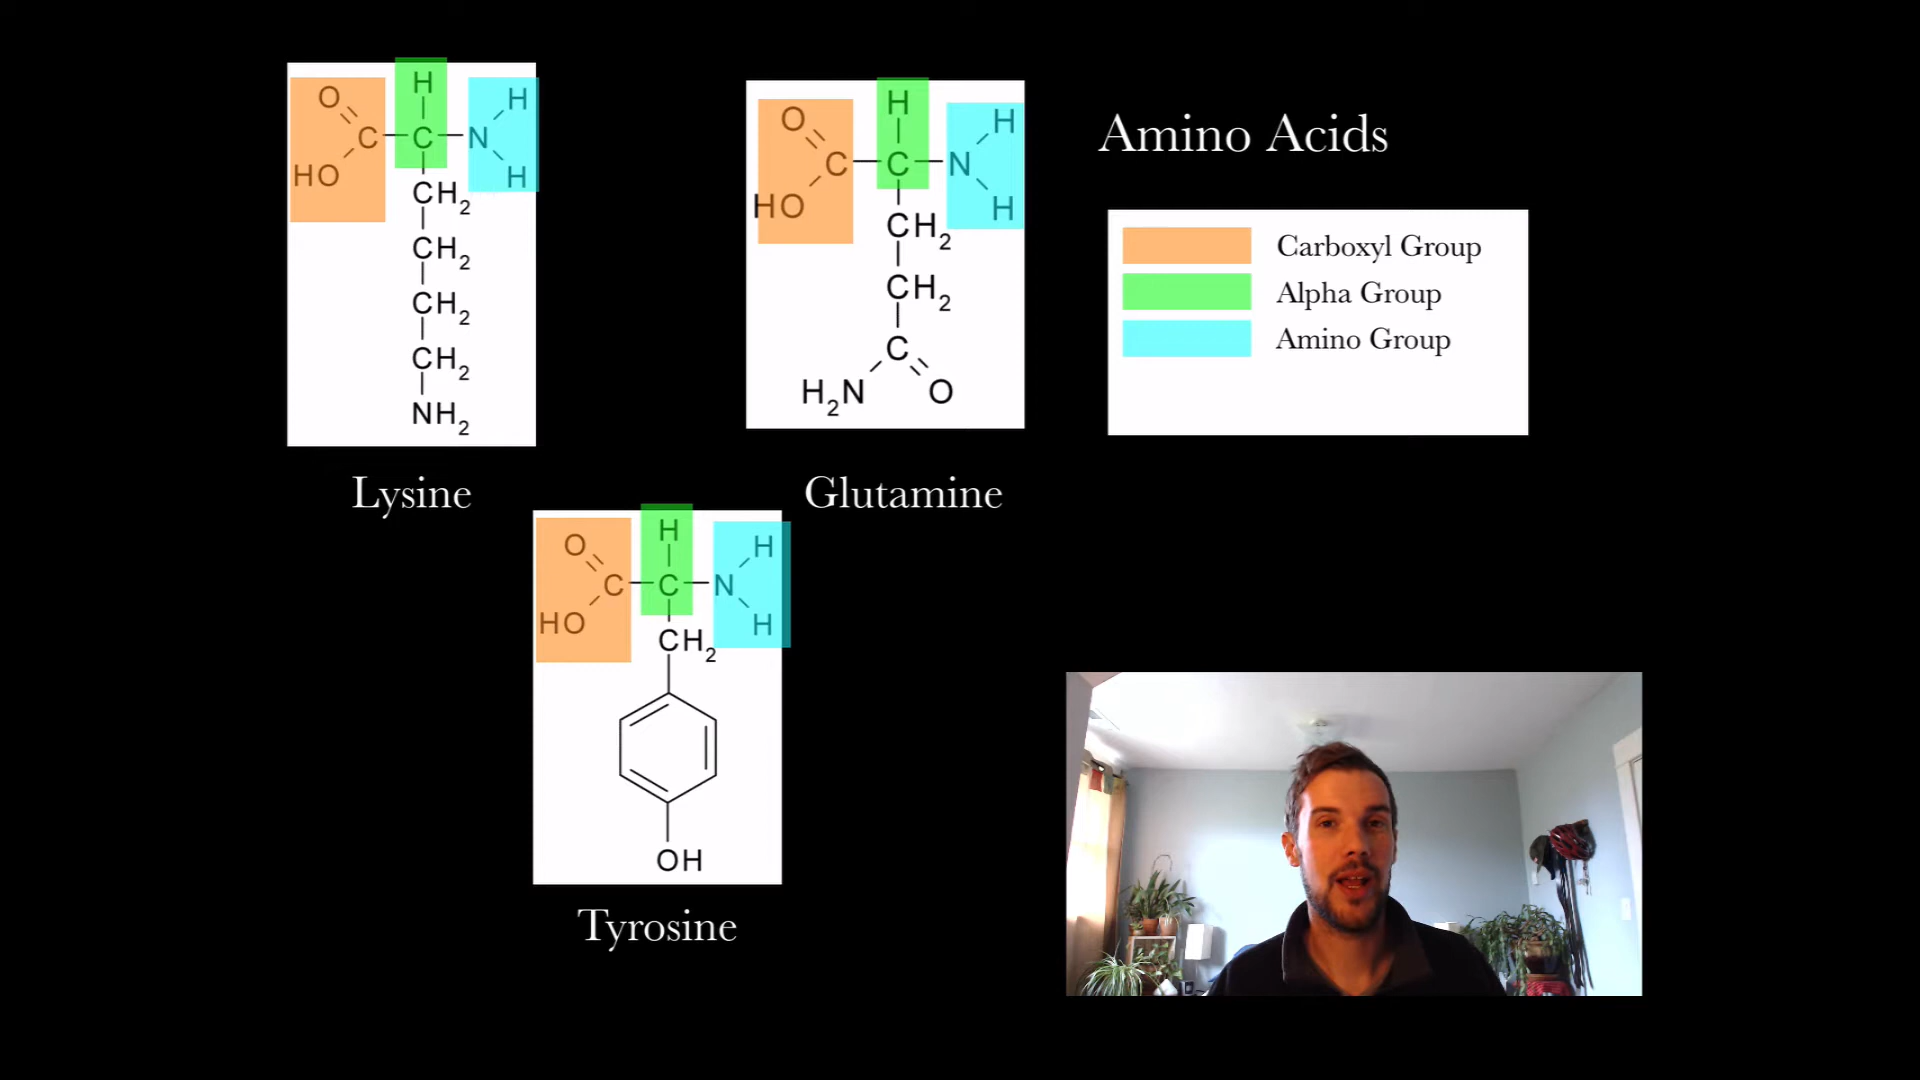 H
O
H
C
C
N
HO
H
CH2
CH2
CH2
CH2
NH2
Lysine
H
O
H
C
C
N
HO
H
CH2
CH2
C
H2N
O
Glutamine
Amino Acids
Carboxyl Group
Alpha Group
Amino Group
H
O
H
C
C
N
HO
H
CH2
OH
Tyrosine